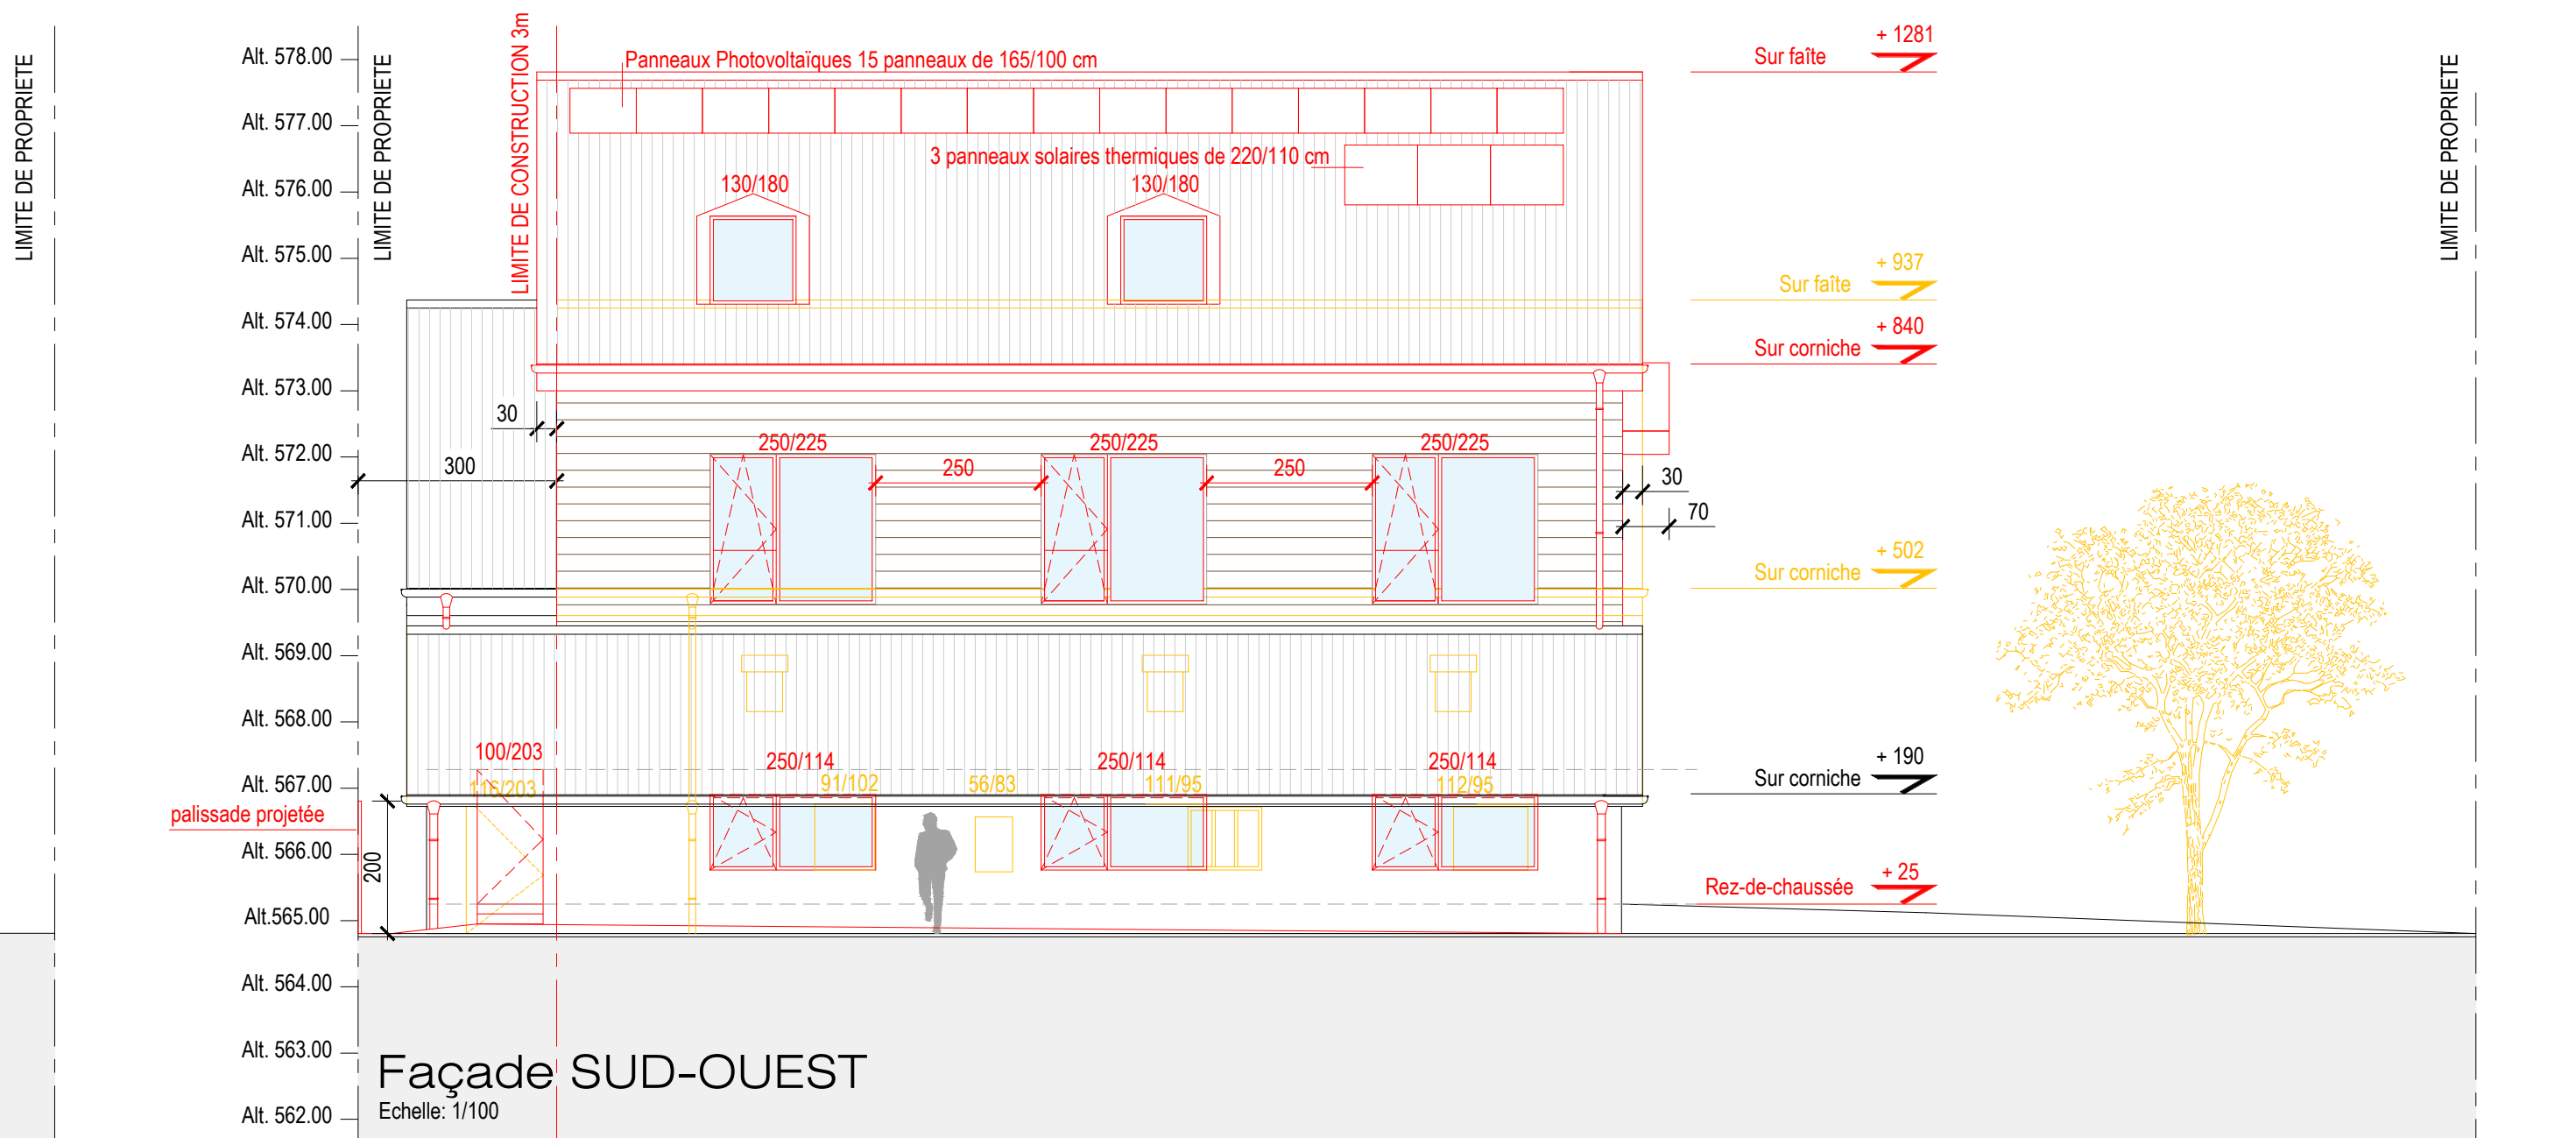 LIMITE DE PROPRIETE
LIMITE DE PROPRIETE
LIMITE DE CONSTRUCTION 3m
LIMITE DE PROPRIETE
Alt. 578.00
Alt. 577.00
Alt. 576.00
Alt. 575.00
Alt. 574.00
Alt. 573.00
Alt. 572.00
Alt. 571.00
Alt. 570.00
Alt. 569.00
Alt. 568.00
Alt. 567.00
Alt. 566.00
Alt.565.00
Alt. 564.00
Alt. 563.00
Alt. 562.00
Panneaux Photovoltaïques 15 panneaux de 165/100 cm
3 panneaux solaires thermiques de 220/110 cm
130/180
130/180
30
300
250/225
250/225
250/225
250
250
30
70
100/203
116/203
250/114
250/114
250/114
91/102
56/83
111/95
112/95
palissade projetée
200
+ 1281
Sur faîte
+ 937
Sur faîte
+ 840
Sur corniche
+ 502
Sur corniche
+ 190
Sur corniche
+ 25
Rez-de-chaussée
Façade SUD-OUEST
Echelle: 1/100